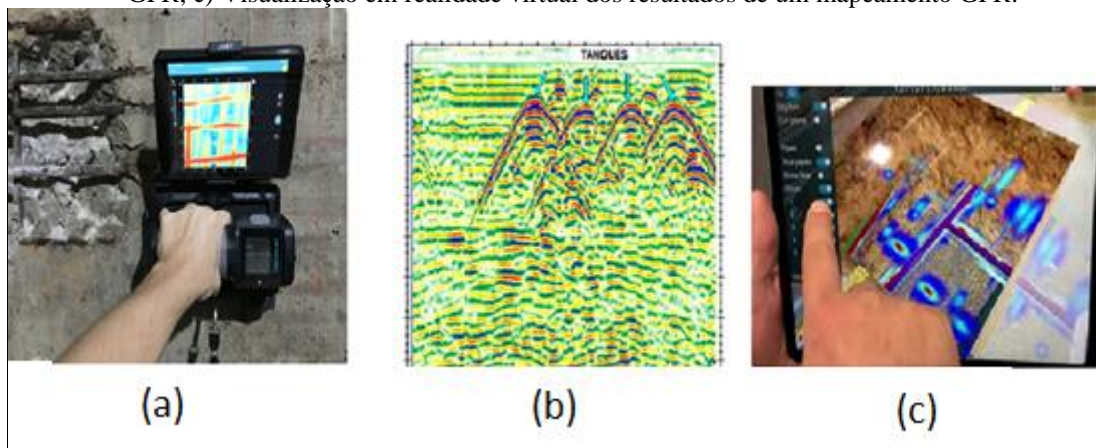 GPR; c) Visualização em realidade virtual dos resultados de um mapeamento GPR.
TANQUES
(a)
(b)
(c)